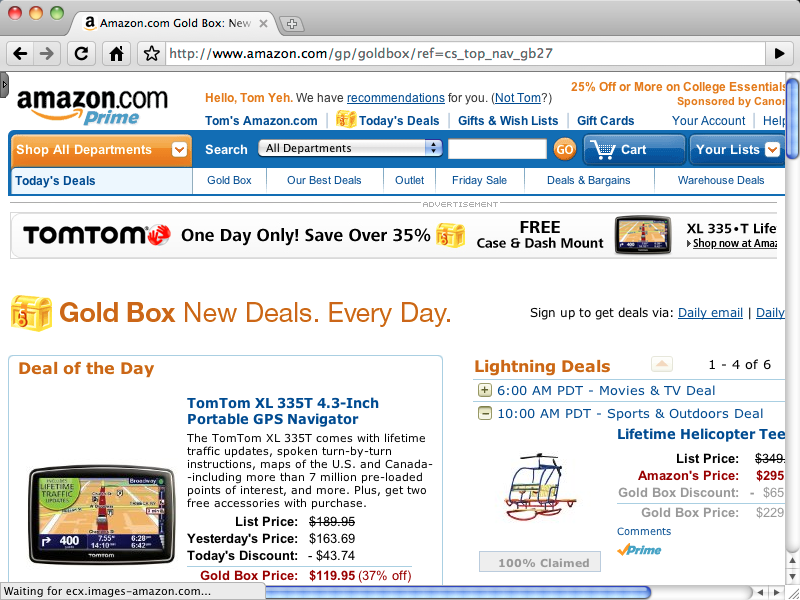 Amazon.com Gold Box: New
http://www.amazon.com/gp/goldbox/ref=cs_top_nav_gb27
amazon.com
Prime
Hello, Tom Yeh. We have recommendations for you. (Not Tom?)
25% Off or More on College Essentials
Sponsored by Canon
Tom's Amazon.com
Today's Deals
Gifts & Wish Lists
Gift Cards
Your Account
Help
Shop All Departments
Search
All Departments
GO
Cart
Your Lists
Today's Deals
Gold Box
Our Best Deals
Outlet
Friday Sale
Deals & Bargains
Warehouse Deals
ADVERTISEMENT
TOMTOM One Day Only! Save Over 35%
FREE
Case & Dash Mount
XL 335•T Life
Shop now at Amaz
Gold Box New Deals. Every Day.
Sign up to get deals via: Daily email | Daily
Deal of the Day
TomTom XL 335T 4.3-Inch
Portable GPS Navigator
The TomTom XL 335T comes with lifetime
traffic updates, spoken turn-by-turn
instructions, maps of the U.S. and Canada-
-including more than 7 million pre-loaded
points of interest, and more. Plus, get two
free accessories with purchase.
List Price: $189.95
Yesterday's Price: $163.69
Today's Discount: - $43.74
Gold Box Price: $119.95 (37% off)
INCLUDES
LIFETIME
TRAFFIC
UPDATES
Broadway
400
7.55"
14:10"
6:28"
6:42"
TOMTOM
Lightning Deals
1 - 4 of 6
6:00 AM PDT - Movies & TV Deal
10:00 AM PDT - Sports & Outdoors Deal
Lifetime Helicopter Tee
List Price: $349.
Amazon's Price: $295
Gold Box Discount: - $65
Gold Box Price: $229
Comments
Prime
100% Claimed
Waiting for ecx.images-amazon.com...